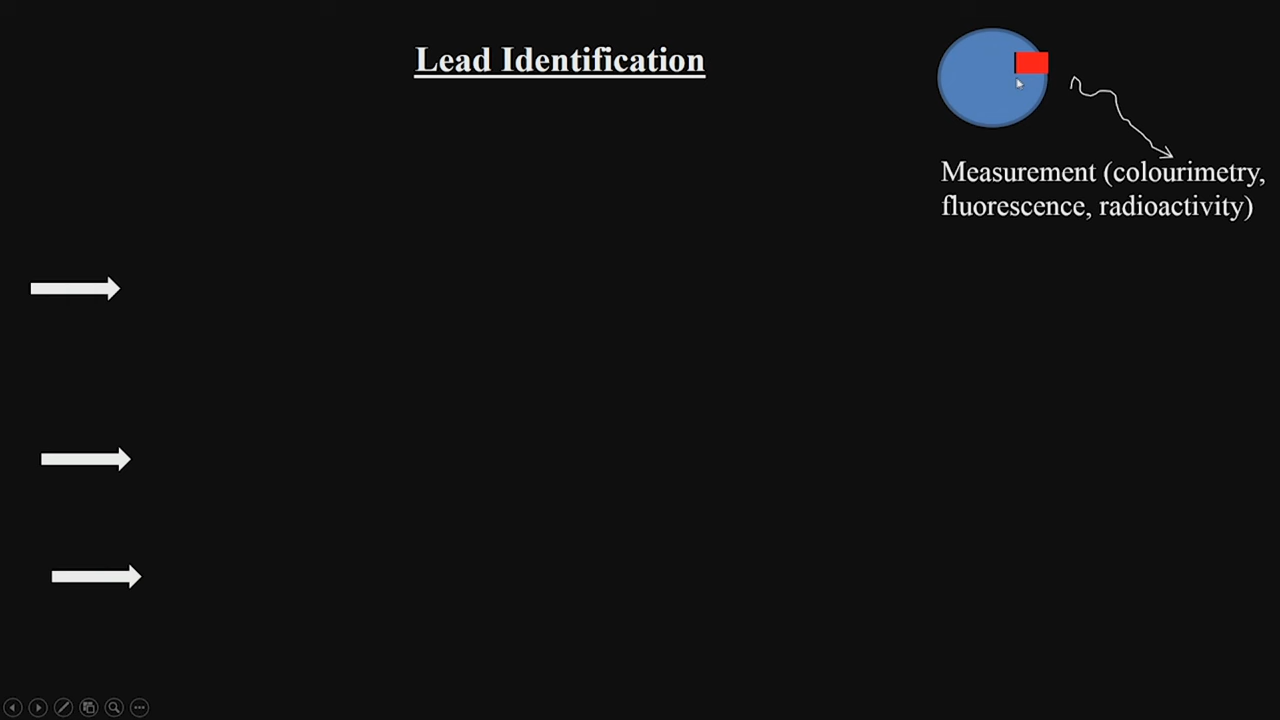 Lead Identification
Measurement (colourimetry,
fluorescence, radioactivity)